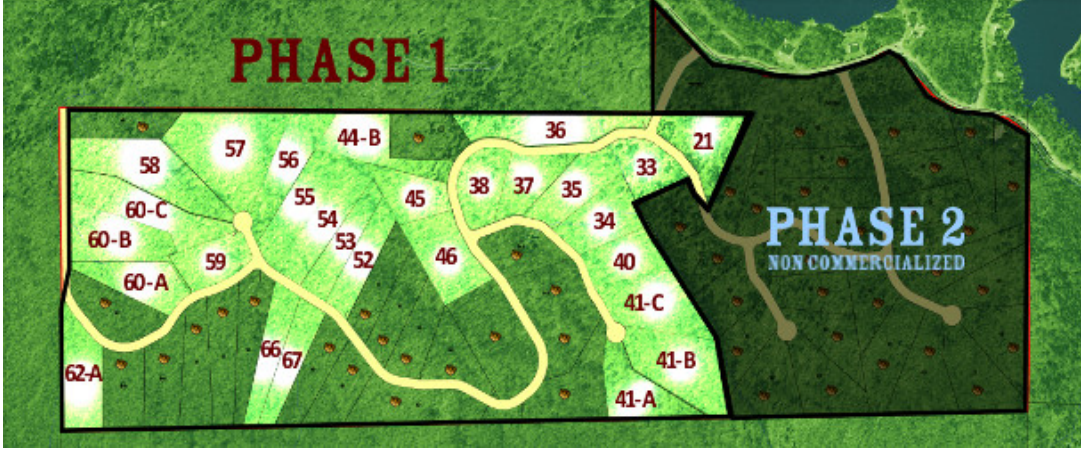 PHASE 1
36
21
44-B
57
56
58
33
38
37
35
45
55
60-C
54
34
60-B
53
59
46
52
40
60-A
41-C
66
67
41-B
62-A
41-A
PHASE 2
NON COMMERCIALIZED